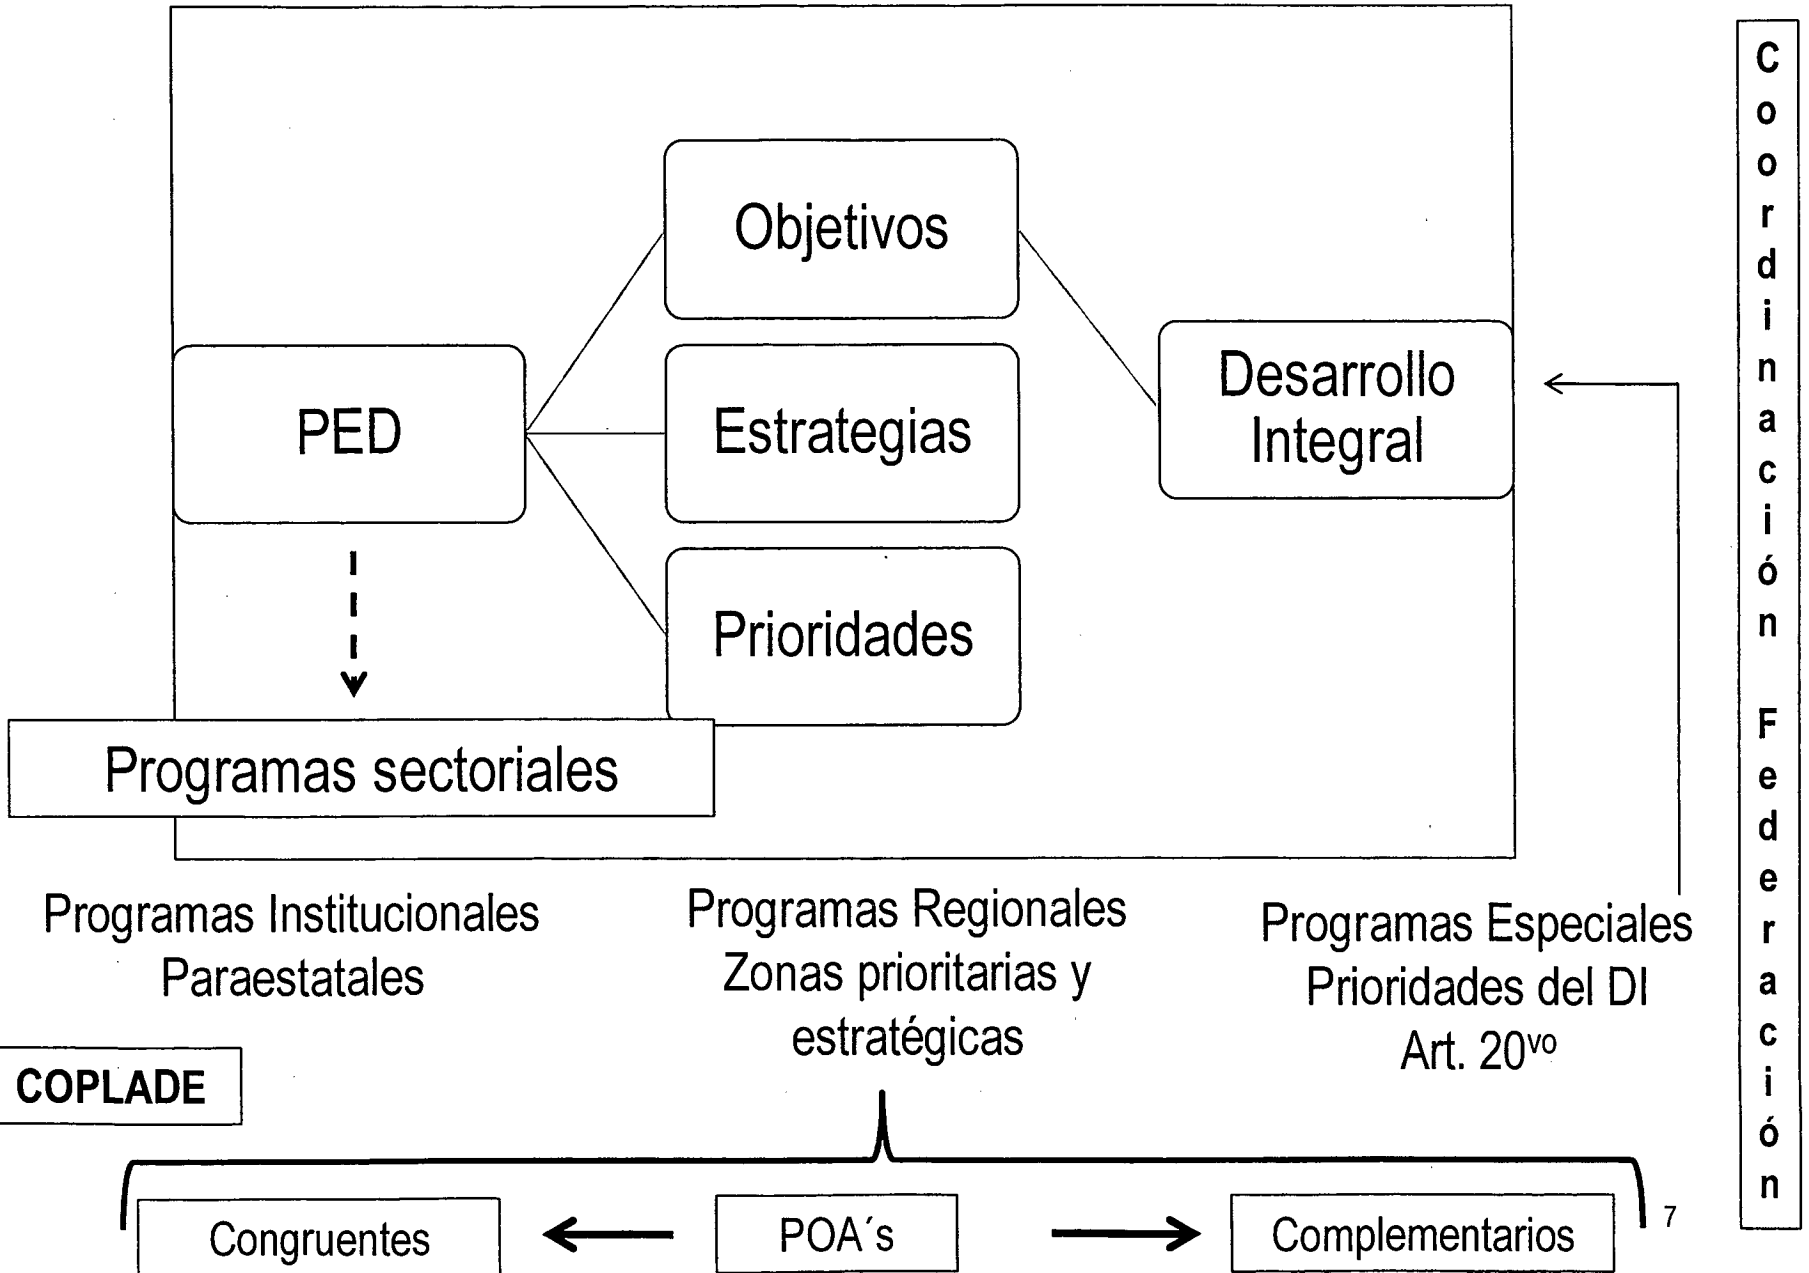 Objetivos
PED
Estrategias
Desarrollo
Integral
Prioridades
Programas sectoriales
Programas Institucionales
Paraestatales
Programas Regionales
Zonas prioritarias y
estratégicas
Programas Especiales
Prioridades del DI
Art. 20vo
COPLADE
Congruentes
POA´s
Complementarios
7
Coordinación Federación